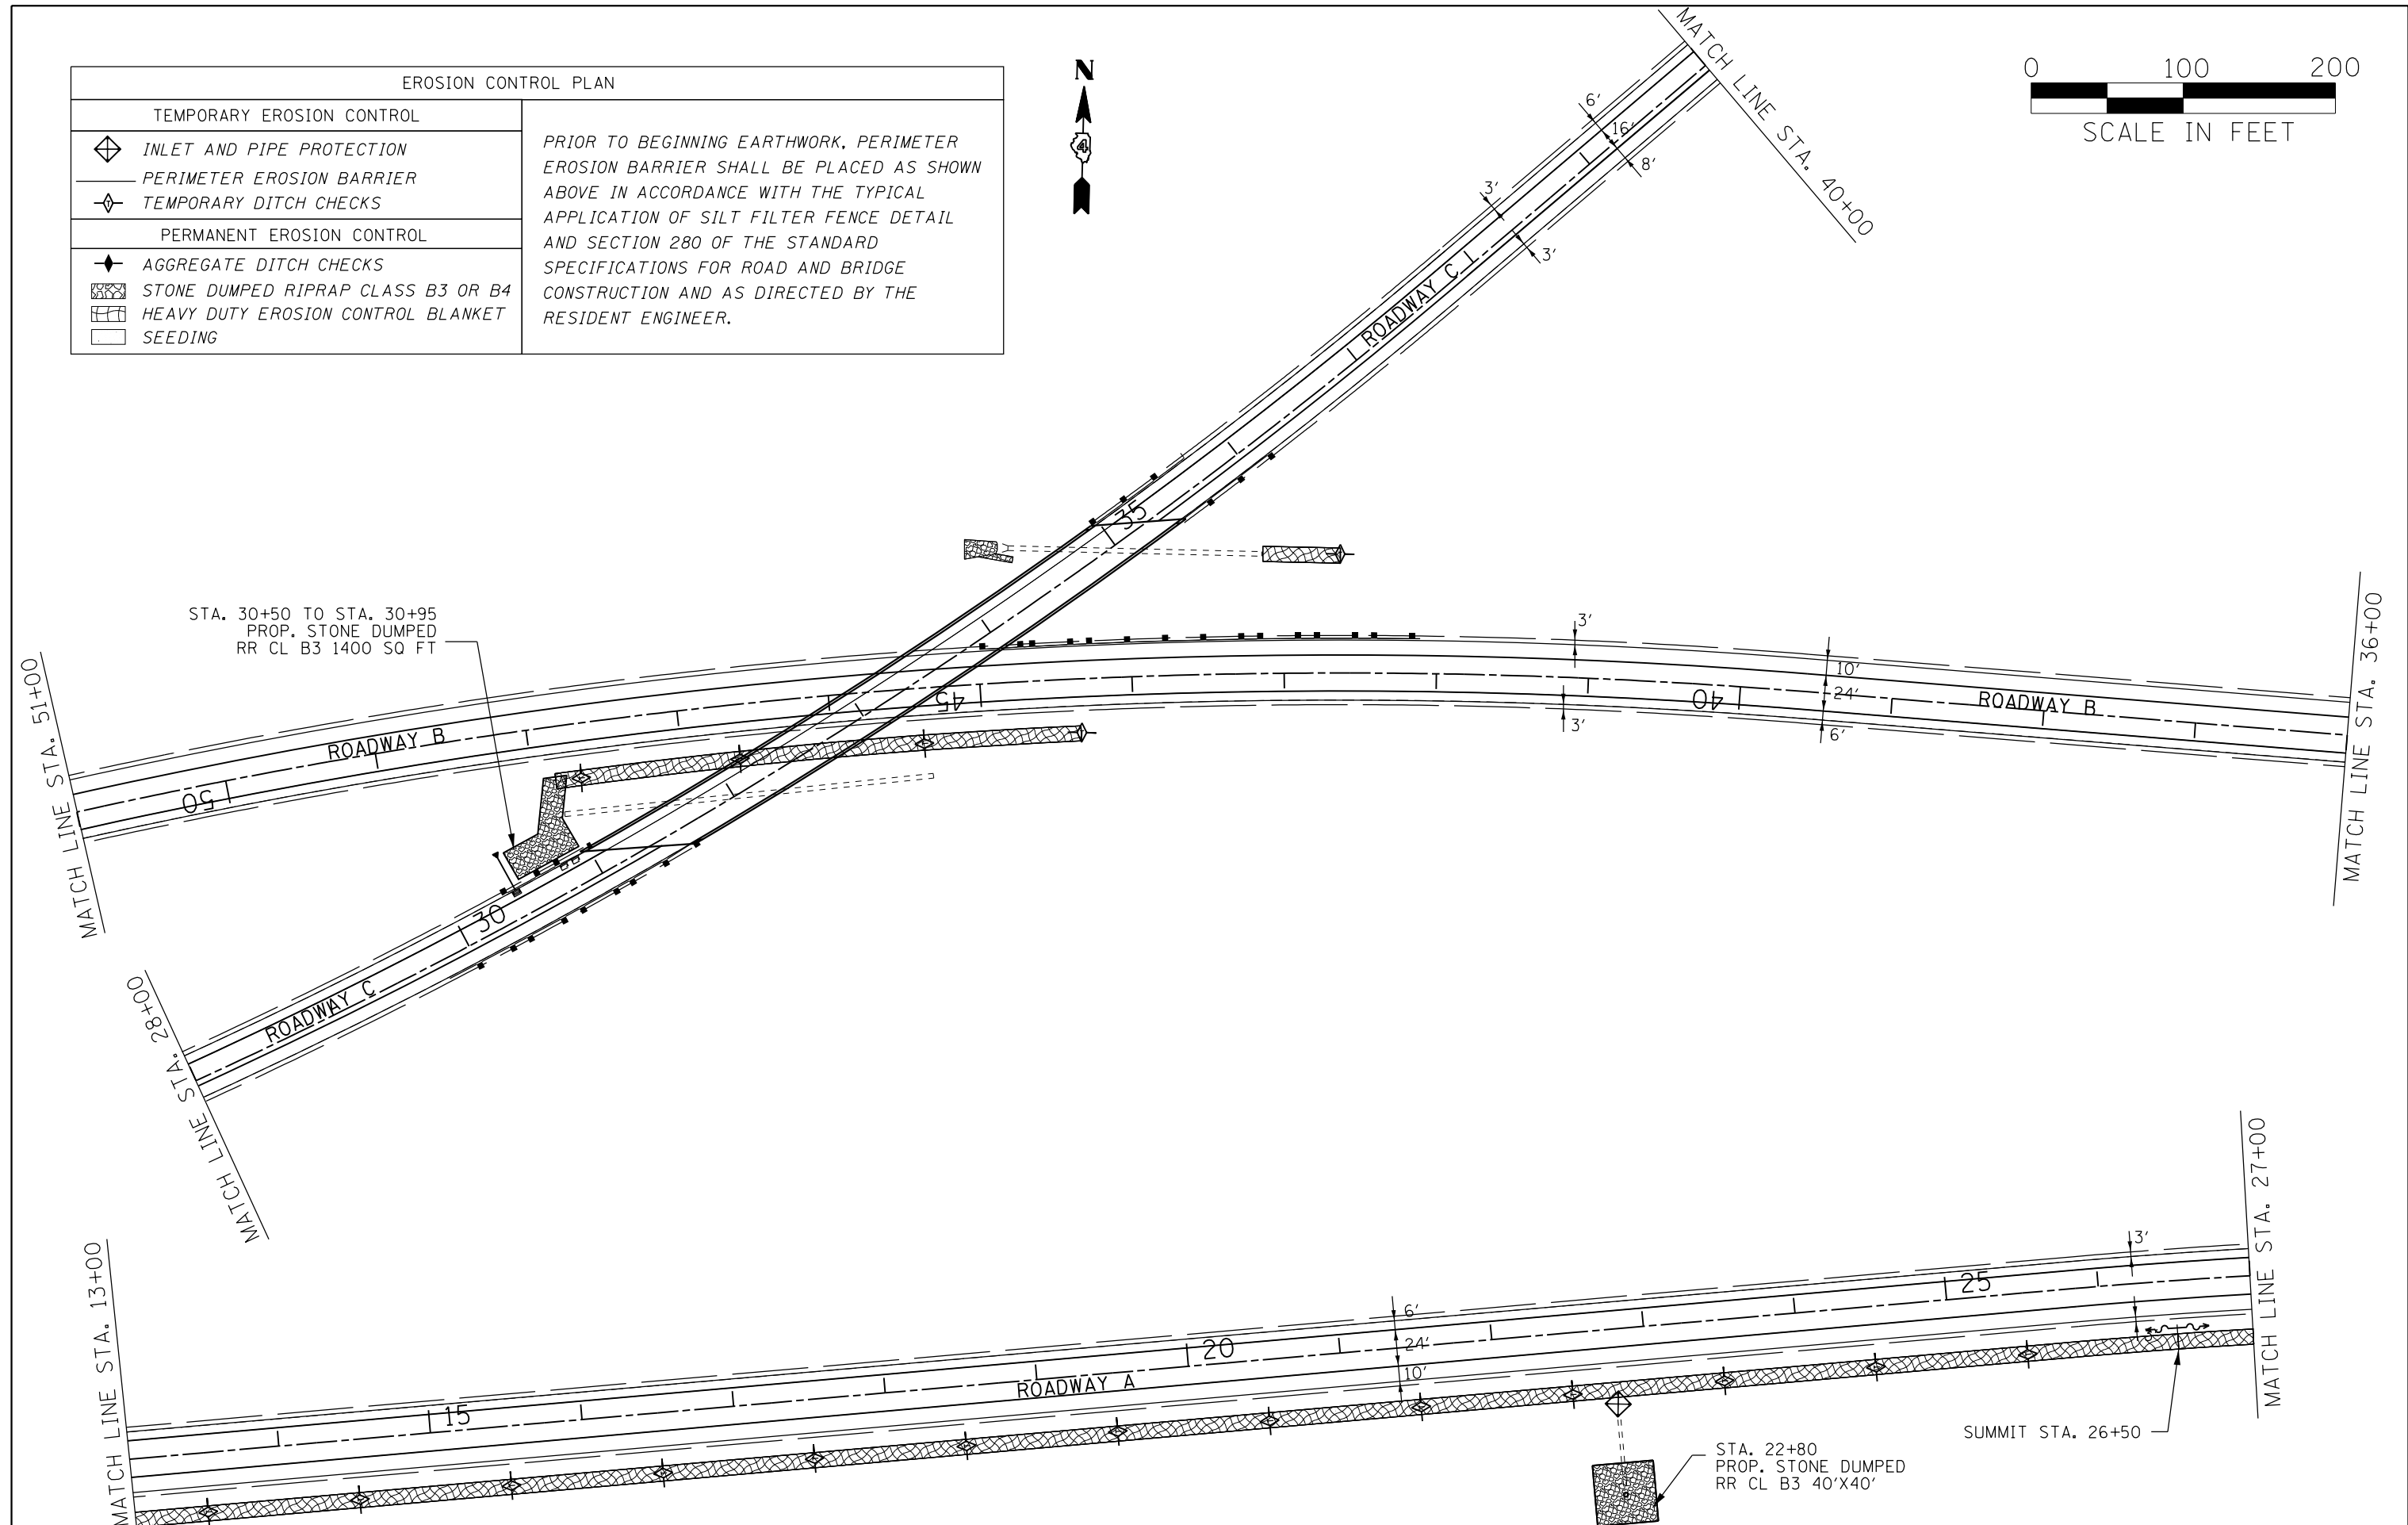 EROSION CONTROL PLAN
TEMPORARY EROSION CONTROL
INLET AND PIPE PROTECTION
PERIMETER EROSION BARRIER
TEMPORARY DITCH CHECKS
PERMANENT EROSION CONTROL
AGGREGATE DITCH CHECKS
STONE DUMPED RIPRAP CLASS B3 OR B4
HEAVY DUTY EROSION CONTROL BLANKET
SEEDING
PRIOR TO BEGINNING EARTHWORK, PERIMETER
EROSION BARRIER SHALL BE PLACED AS SHOWN
ABOVE IN ACCORDANCE WITH THE TYPICAL
APPLICATION OF SILT FILTER FENCE DETAIL
AND SECTION 280 OF THE STANDARD
SPECIFICATIONS FOR ROAD AND BRIDGE
CONSTRUCTION AND AS DIRECTED BY THE
RESIDENT ENGINEER.
N
4
0 100 200
SCALE IN FEET
MATCH LINE STA. 40+00
6'
16'
8'
3'
3'
ROADWAY C
35
STA. 30+50 TO STA. 30+95
PROP. STONE DUMPED
RR CL B3 1400 SQ FT
MATCH LINE STA. 51+00
50
ROADWAY B
45
3'
3'
40
10'
24'
6'
ROADWAY B
MATCH LINE STA. 36+00
30
ROADWAY C
MATCH LINE STA. 28+00
MATCH LINE STA. 13+00
15
ROADWAY A
20
6'
24'
10'
25
3'
MATCH LINE STA. 27+00
SUMMIT STA. 26+50
STA. 22+80
PROP. STONE DUMPED
RR CL B3 40'X40'